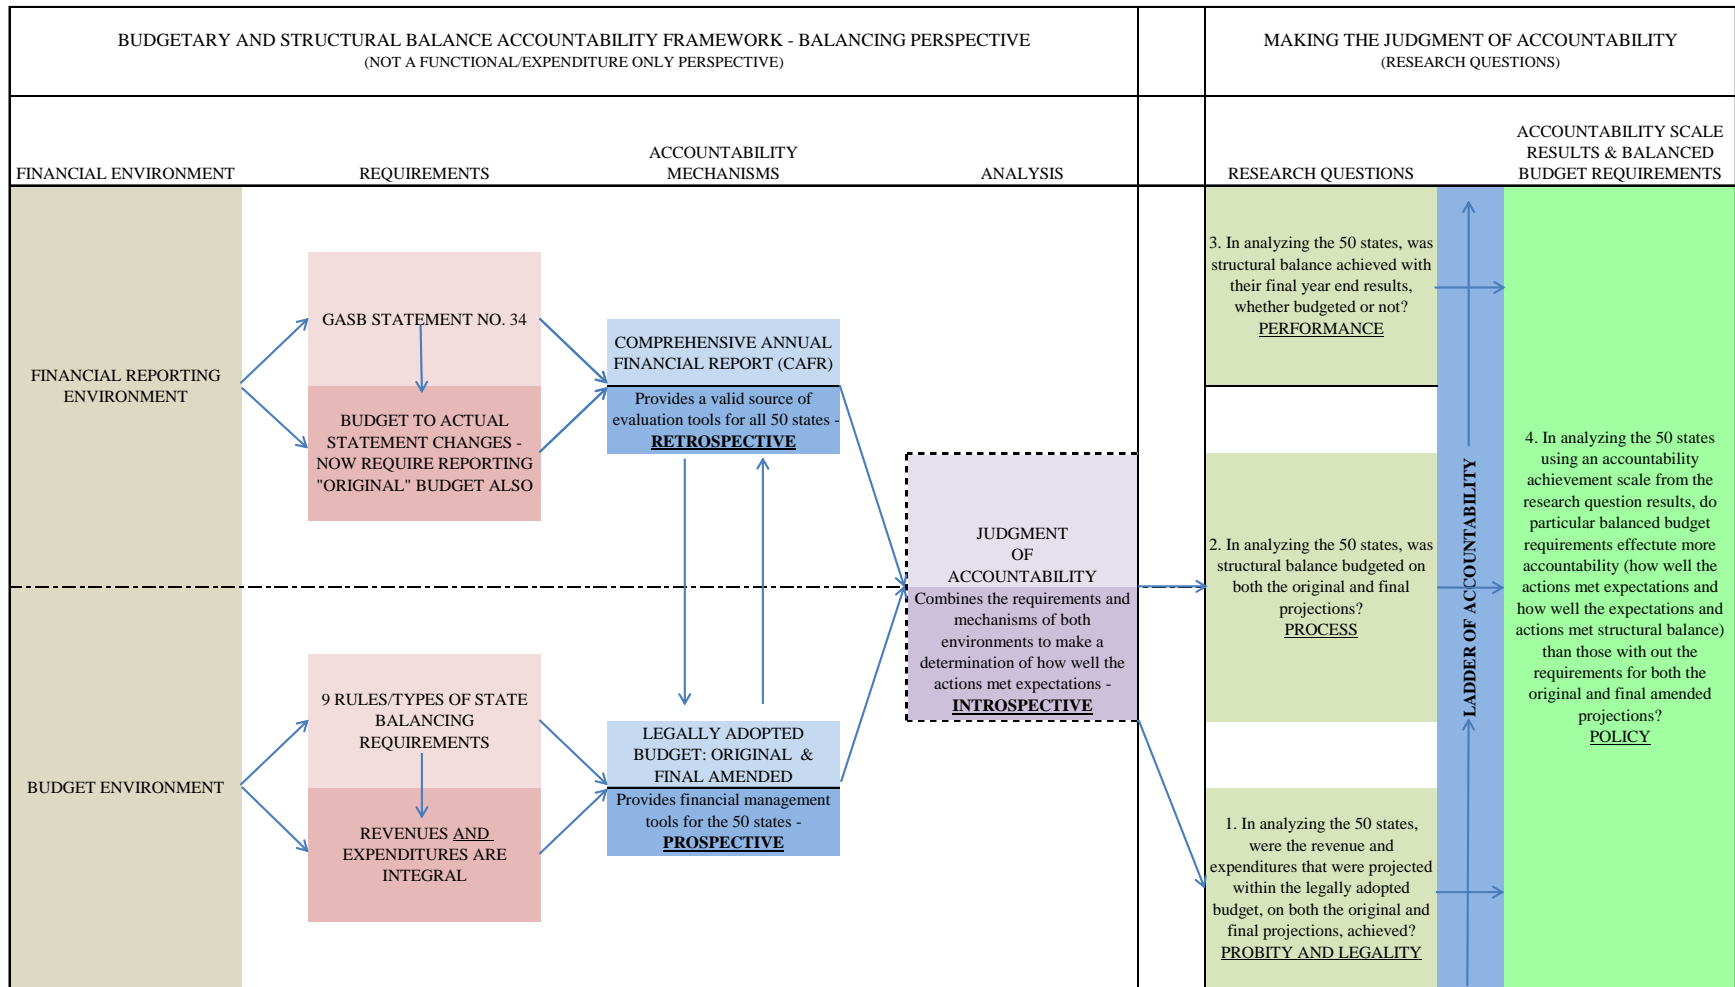 BUDGETARY AND STRUCTURAL BALANCE ACCOUNTABILITY FRAMEWORK - BALANCING PERSPECTIVE
(NOT A FUNCTIONAL/EXPENDITURE ONLY PERSPECTIVE)
MAKING THE JUDGMENT OF ACCOUNTABILITY
(RESEARCH QUESTIONS)
FINANCIAL ENVIRONMENT
REQUIREMENTS
ACCOUNTABILITY
MECHANISMS
ANALYSIS
RESEARCH QUESTIONS
ACCOUNTABILITY SCALE
RESULTS & BALANCED
BUDGET REQUIREMENTS
FINANCIAL REPORTING
ENVIRONMENT
GASB STATEMENT NO. 34
BUDGET TO ACTUAL
STATEMENT CHANGES -
NOW REQUIRE REPORTING
"ORIGINAL" BUDGET ALSO
COMPREHENSIVE ANNUAL
FINANCIAL REPORT (CAFR)
Provides a valid source of
evaluation tools for all 50 states -
RETROSPECTIVE
BUDGET ENVIRONMENT
9 RULES/TYPES OF STATE
BALANCING
REQUIREMENTS
REVENUES AND
EXPENDITURES ARE
INTEGRAL
LEGALLY ADOPTED
BUDGET: ORIGINAL &
FINAL AMENDED
Provides financial management
tools for the 50 states -
PROSPECTIVE
JUDGMENT
OF
ACCOUNTABILITY
Combines the requirements and
mechanisms of both
environments to make a
determination of how well the
actions met expectations -
INTROSPECTIVE
3. In analyzing the 50 states, was
structural balance achieved with
their final year end results,
whether budgeted or not?
PERFORMANCE
2. In analyzing the 50 states, was
structural balance budgeted on
both the original and final
projections?
PROCESS
1. In analyzing the 50 states,
were the revenue and
expenditures that were projected
within the legally adopted
budget, on both the original and
final projections, achieved?
PROBITY AND LEGALITY
LADDER OF ACCOUNTABILITY
4. In analyzing the 50 states
using an accountability
achievement scale from the
research question results, do
particular balanced budget
requirements effectute more
accountability (how well the
actions met expectations and
how well the expectations and
actions met structural balance)
than those with out the
requirements for both the
original and final amended
projections?
POLICY